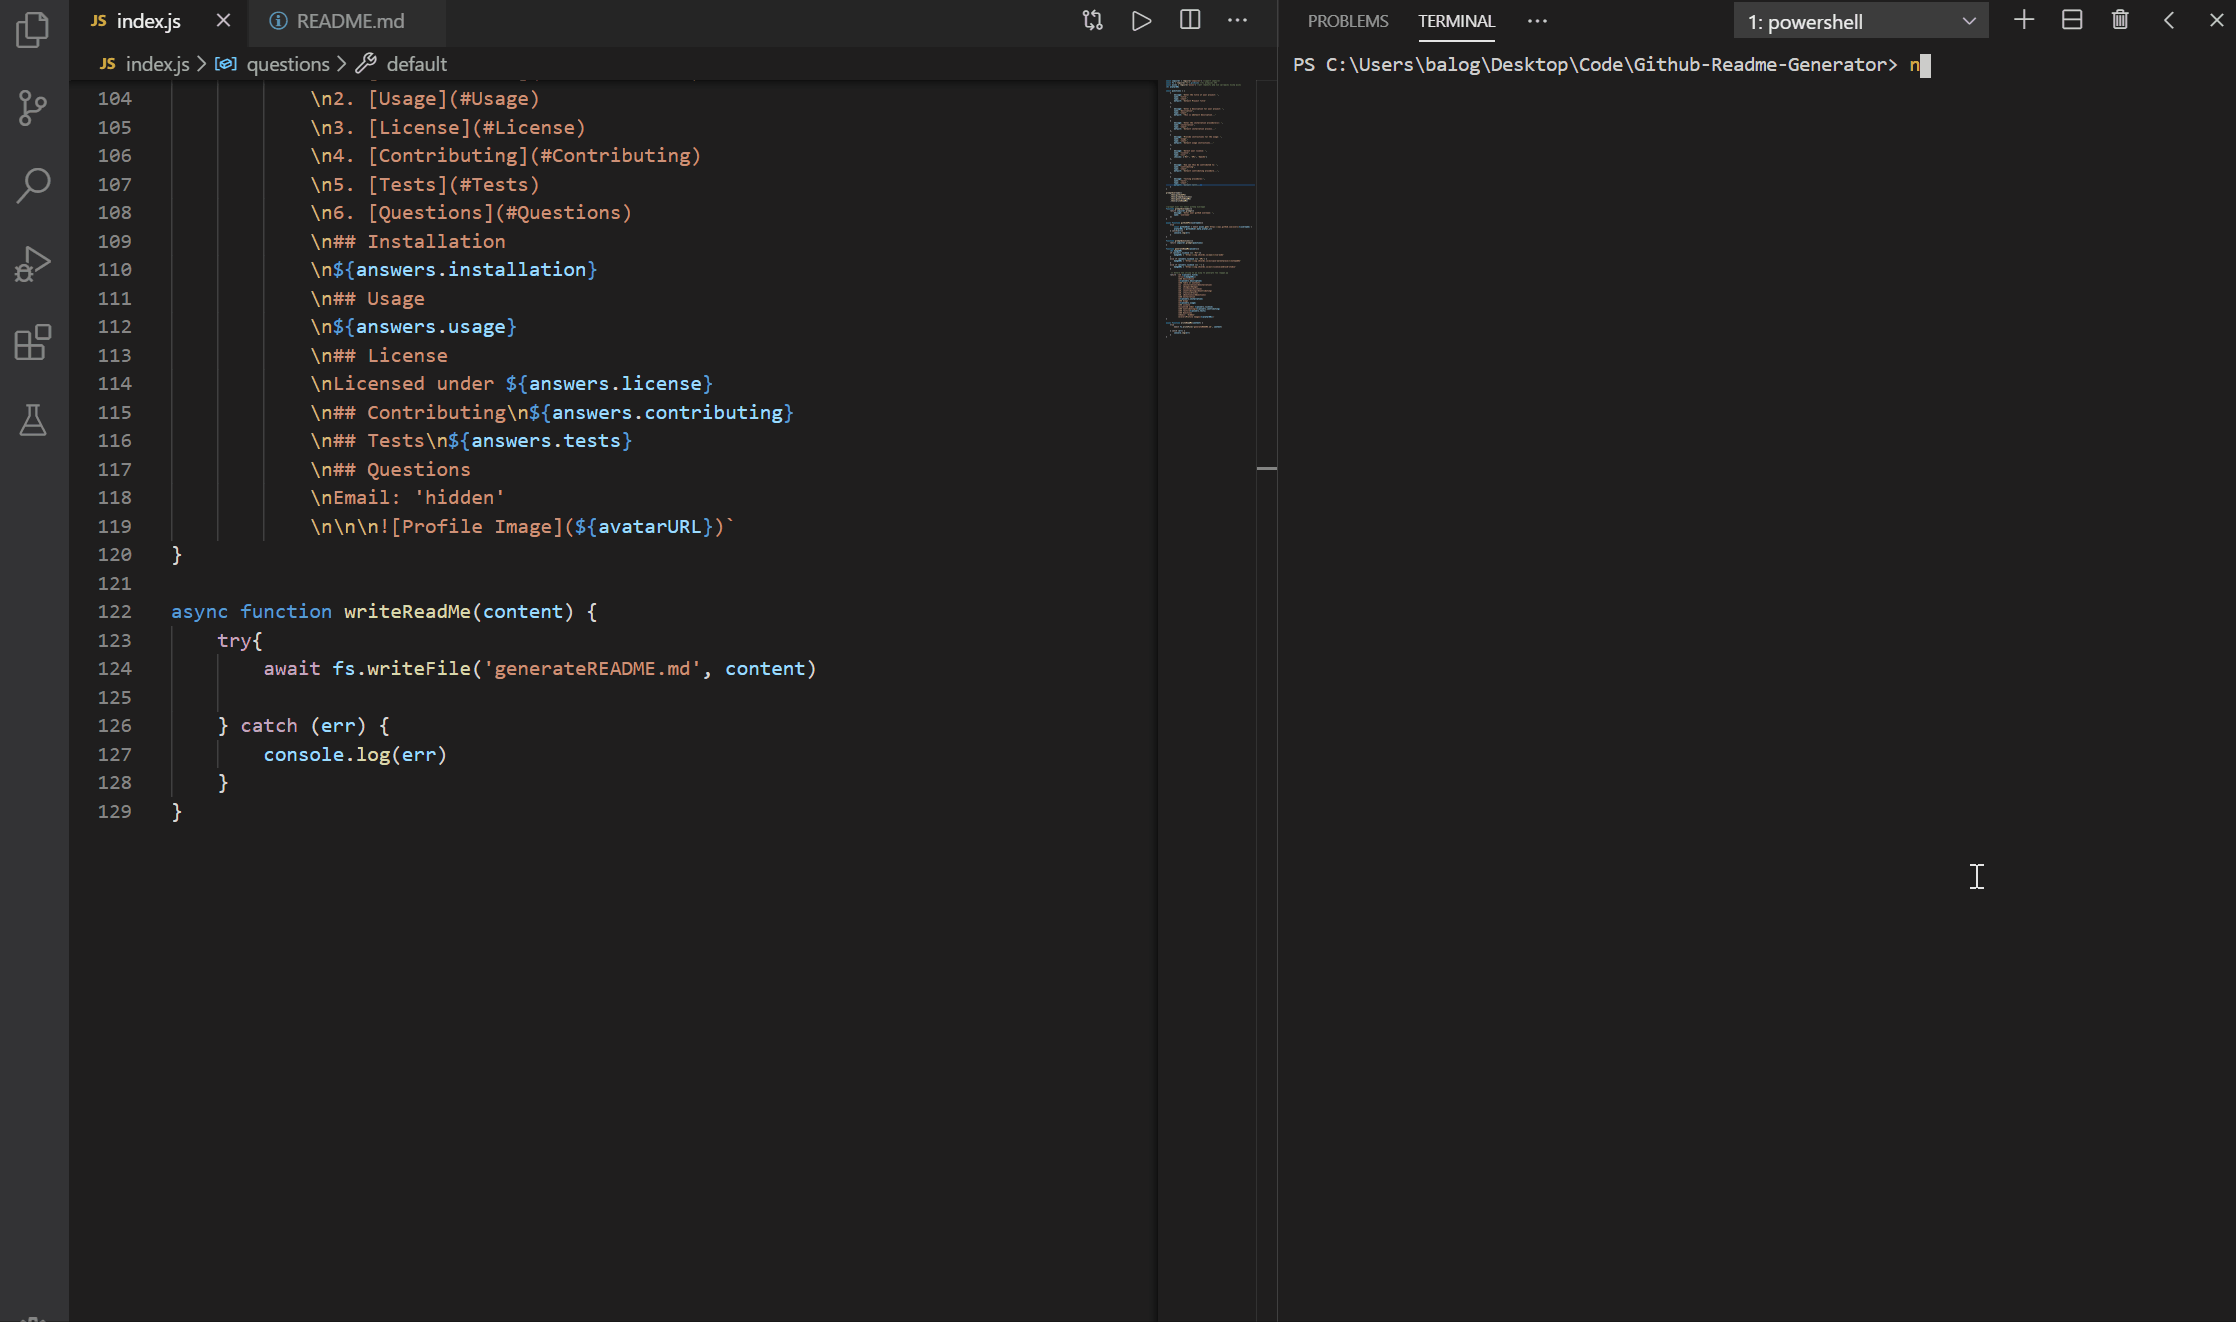 JS index.js
README.md
JS index.js > questions > default
104 \n2. [Usage](#Usage)
105 \n3. [License](#License)
106 \n4. [Contributing](#Contributing)
107 \n5. [Tests](#Tests)
108 \n6. [Questions](#Questions)
109 \n## Installation
110 \n${answers.installation}
111 \n## Usage
112 \n${answers.usage}
113 \n## License
114 \nLicensed under ${answers.license}
115 \n## Contributing\n${answers.contributing}
116 \n## Tests\n${answers.tests}
117 \n## Questions
118 \nEmail: 'hidden'
119 \n\n\n![Profile Image](${avatarURL})`
120 }
121
122 async function writeReadMe(content) {
123 try{
124 await fs.writeFile('generateREADME.md', content)
125
126 } catch (err) {
127 console.log(err)
128 }
129 }
PROBLEMS TERMINAL ··· 1: powershell
PS C:\Users\balog\Desktop\Code\Github-Readme-Generator> n